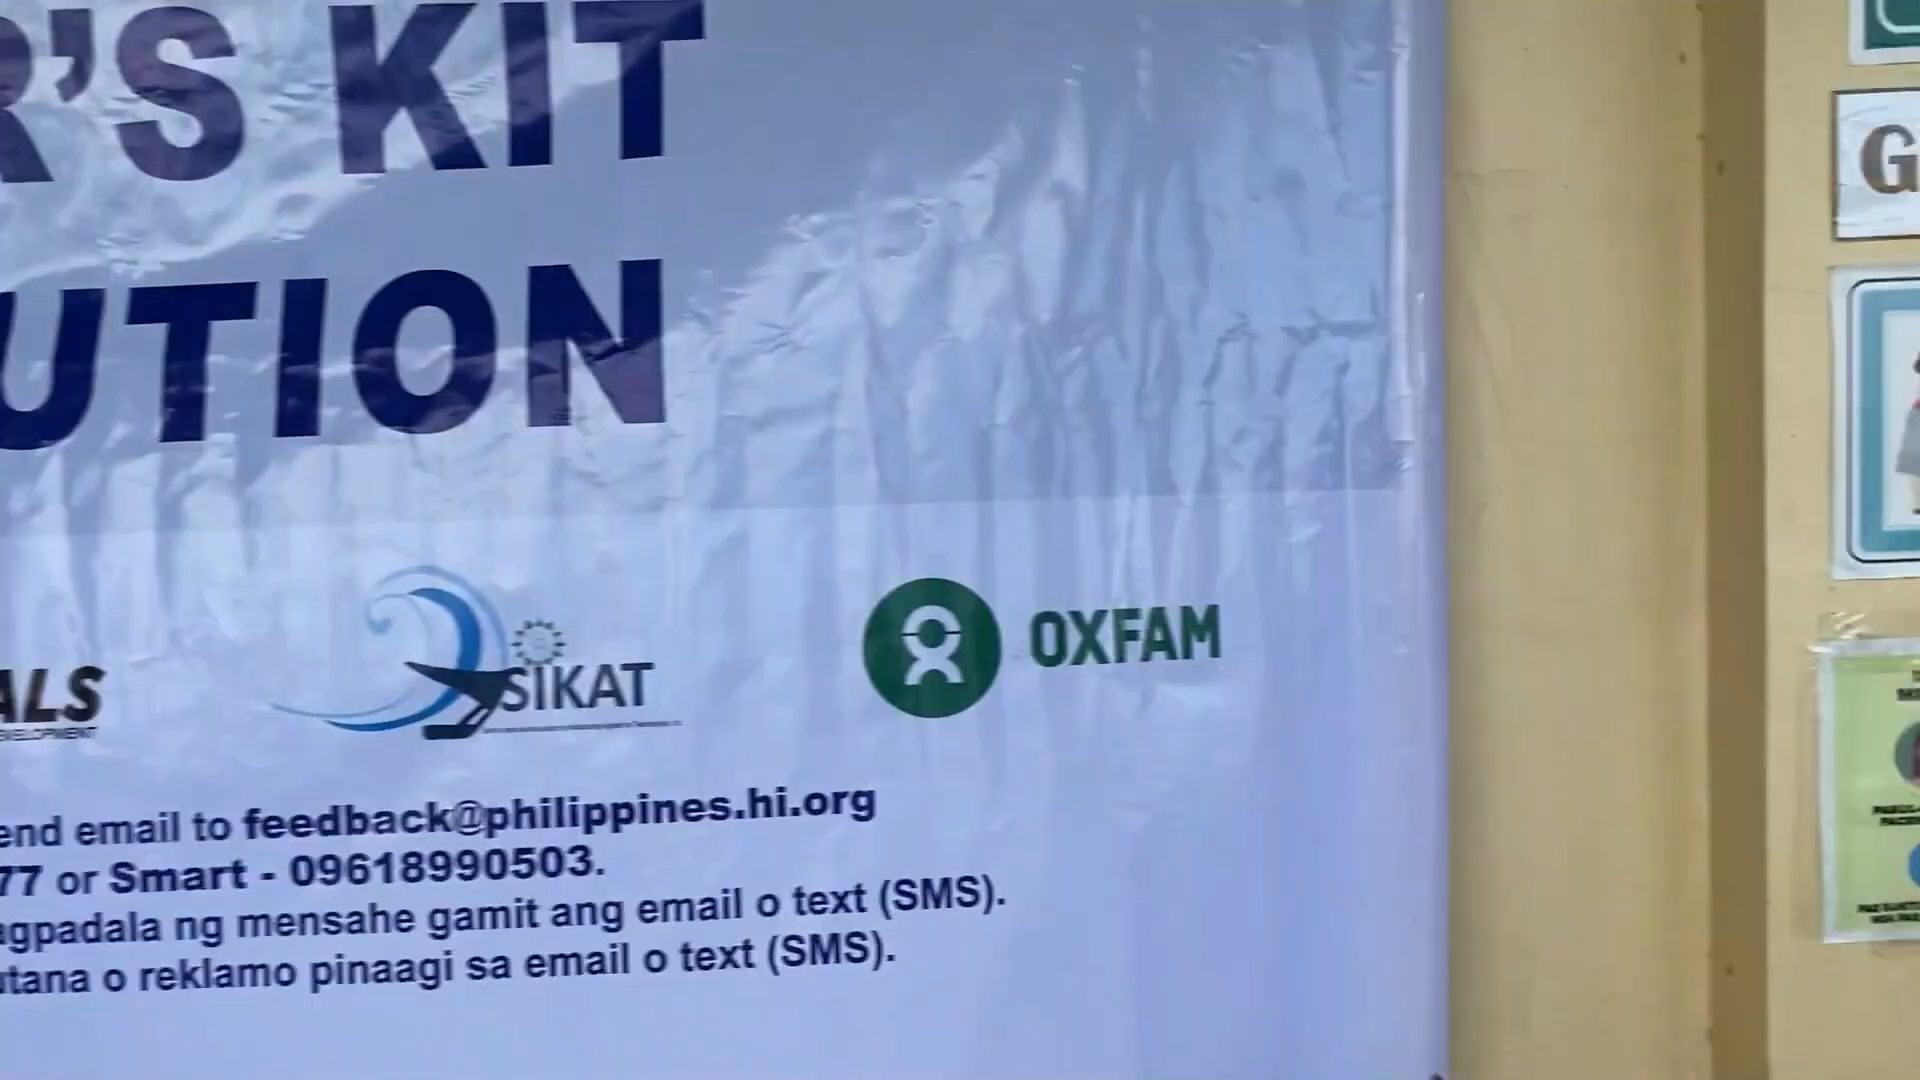 R'S KIT
UTION
ALS
SIKAT
OXFAM
end email to feedback@philippines.hi.org
77 or Smart - 09618990503.
agpadala ng mensahe gamit ang email o text (SMS).
utana o reklamo pinaagi sa email o text (SMS).
G